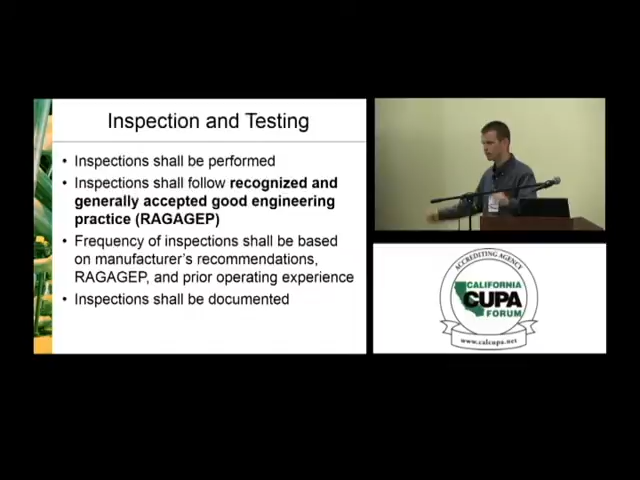 Inspection and Testing
• Inspections shall be performed
• Inspections shall follow recognized and
generally accepted good engineering
practice (RAGAGEP)
• Frequency of inspections shall be based
on manufacturer's recommendations,
RAGAGEP, and prior operating experience
• Inspections shall be documented
ACCREDITING AGENCY
CALIFORNIA
CUPA
FORUM
www.calcupa.net